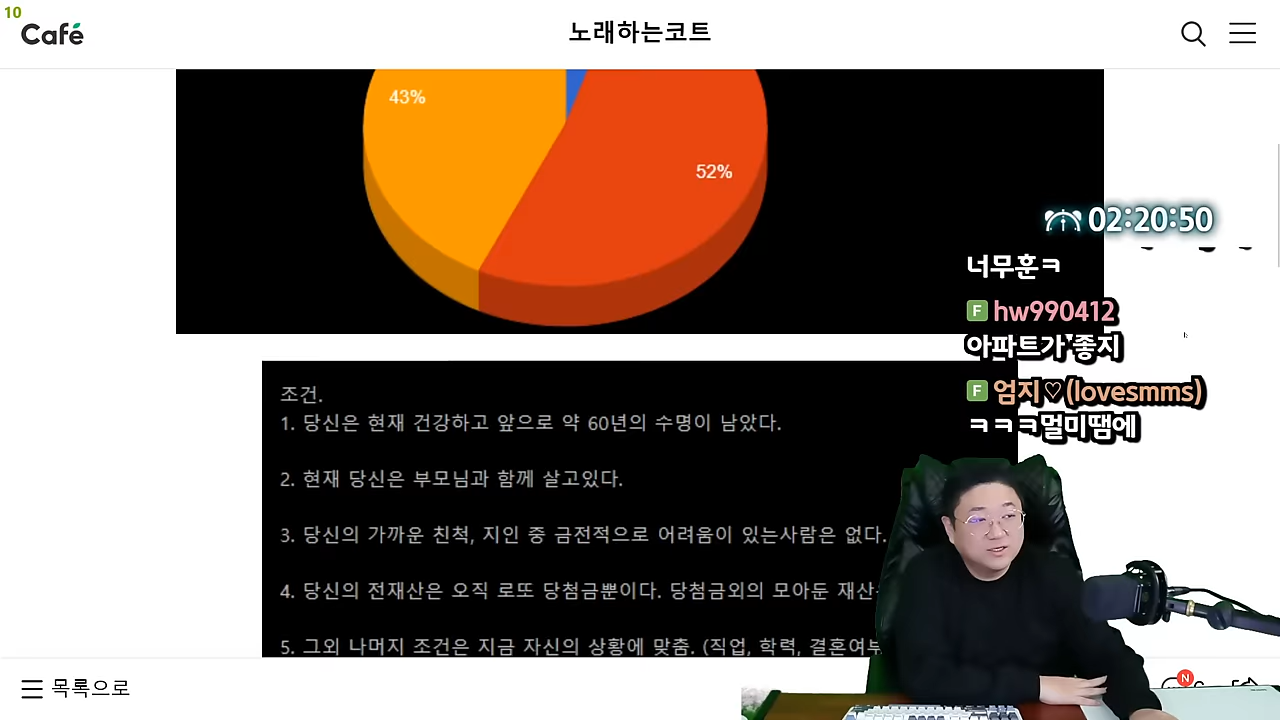 10
Café
노래하는코트
43%
52%
02:20:50
너무훈ㅋ
F hw990412
아파트가 좋지
F 엄지♡(lovesmms)
ㅋㅋㅋ멀미땜에
조건.
1. 당신은 현재 건강하고 앞으로 약 60년의 수명이 남았다.
2. 현재 당신은 부모님과 함께 살고있다.
3. 당신의 가까운 친척, 지인 중 금전적으로 어려움이 있는사람은 없다.
4. 당신의 전재산은 오직 로또 당첨금뿐이다. 당첨금외의 모아둔 재산
5. 그외 나머지 조건은 지금 자신의 상황에 맞춤. (직업, 학력, 결혼여부
목록으로
N